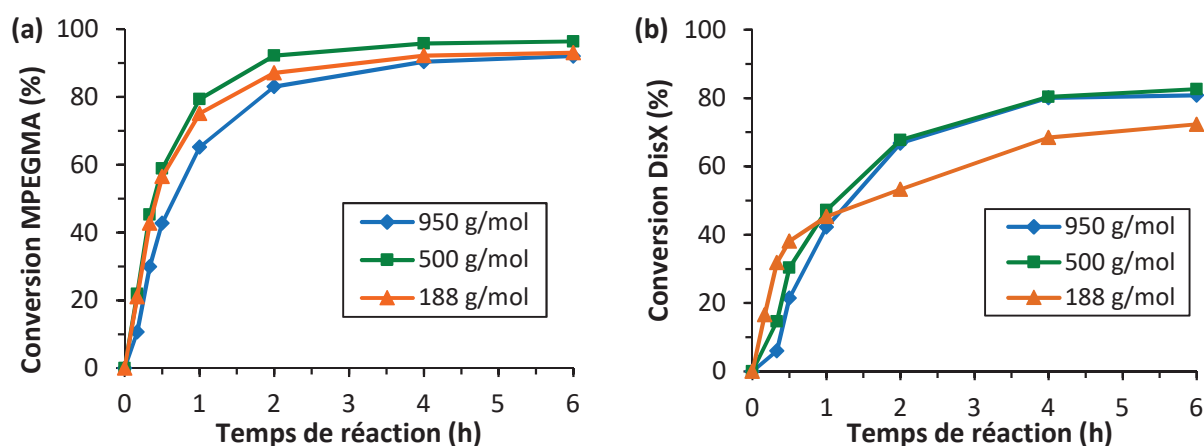 (a)
Conversion MPEGMA (%)
100
80
60
40
20
0
0 1 2 3 4 5 6
Temps de réaction (h)
950 g/mol
500 g/mol
188 g/mol
(b)
Conversion DisX (%)
100
80
60
40
20
0
0 1 2 3 4 5 6
Temps de réaction (h)
950 g/mol
500 g/mol
188 g/mol